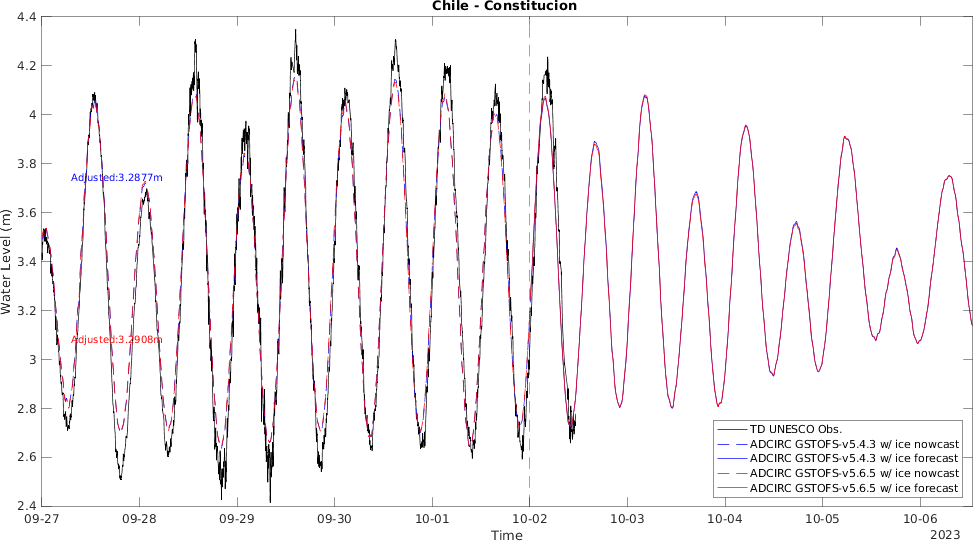 Chile - Constitucion
4.4
4.2
4
3.8
3.6
3.4
3.2
3
2.8
2.6
2.4
Water Level (m)
Adjusted:3.2877m
Adjusted:3.2908m
TD UNESCO Obs.
ADCIRC GSTOFS-v5.4.3 w/ ice nowcast
ADCIRC GSTOFS-v5.4.3 w/ ice forecast
ADCIRC GSTOFS-v5.6.5 w/ ice nowcast
ADCIRC GSTOFS-v5.6.5 w/ ice forecast
09-27 09-28 09-29 09-30 10-01 10-02 10-03 10-04 10-05 10-06
Time
2023